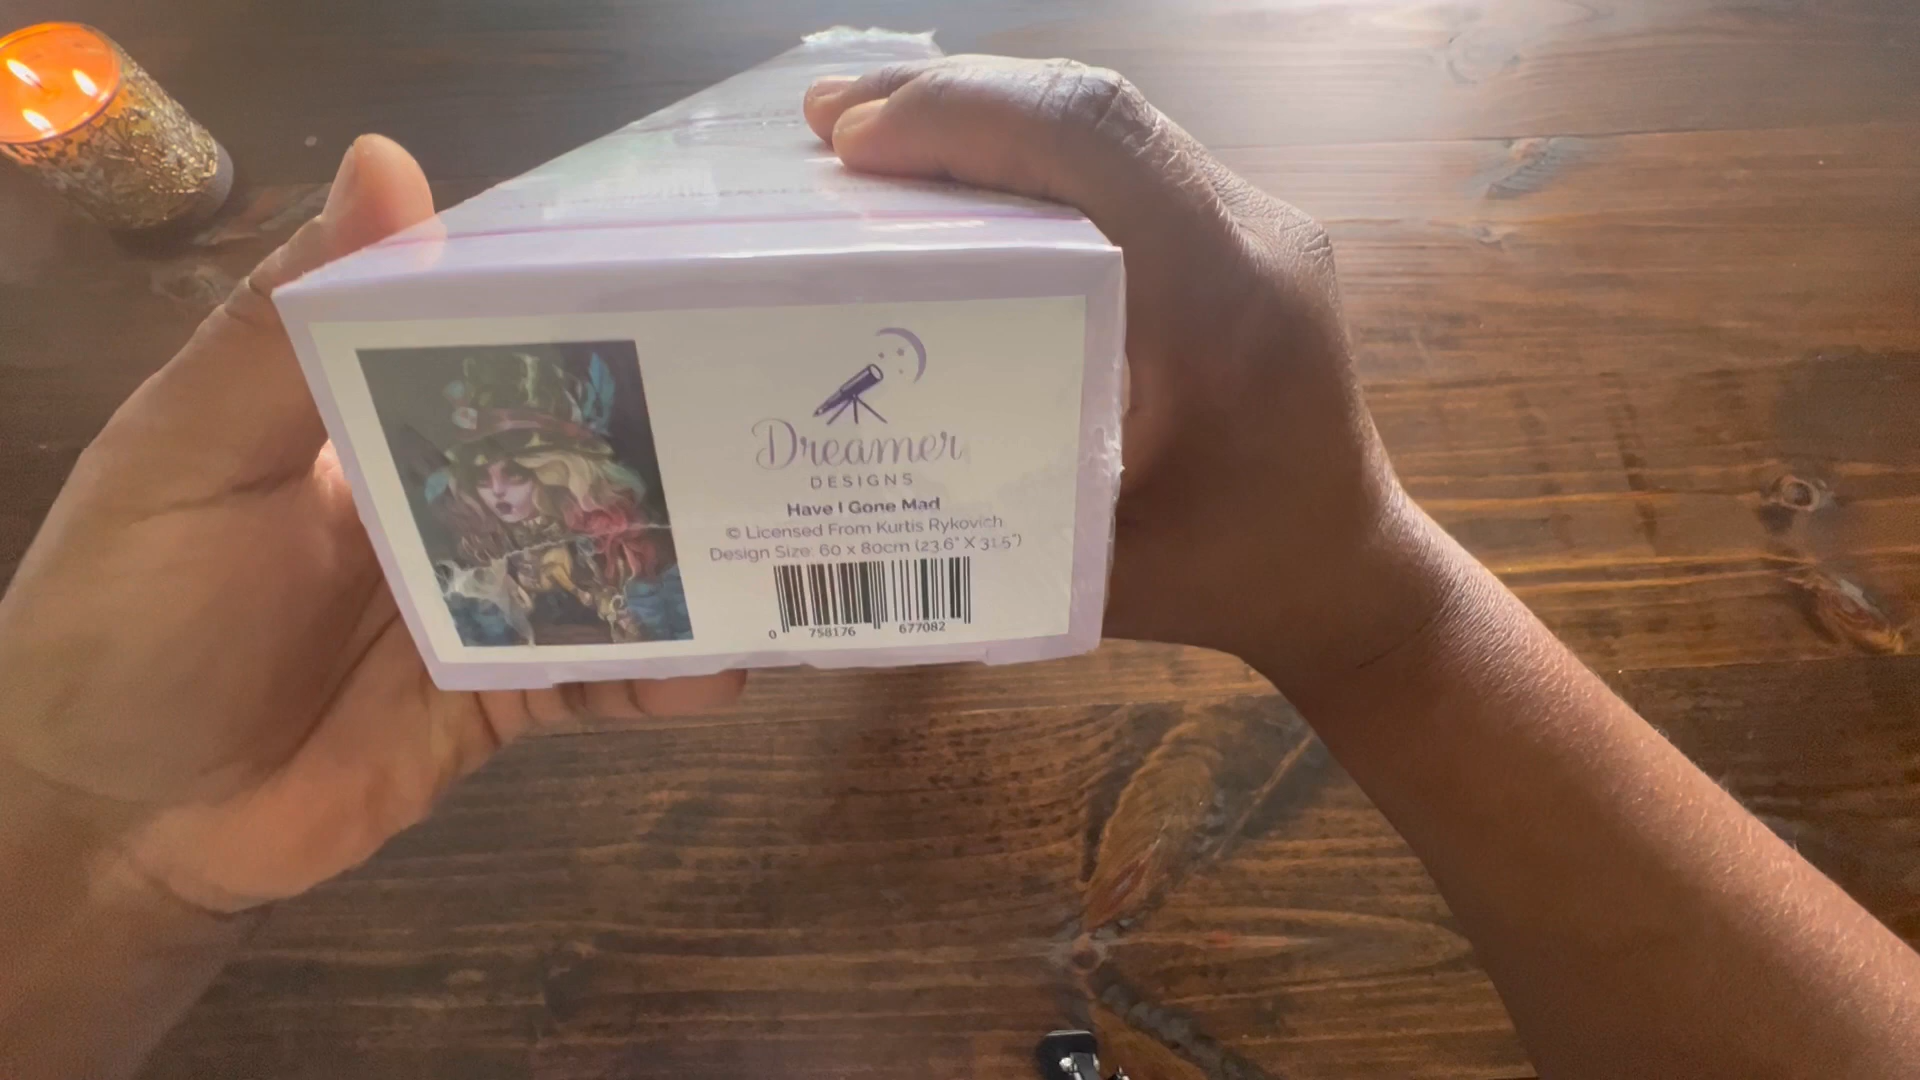 Dreamer
DESIGNS
Have I Gone Mad
© Licensed From Kurtis Rykovich
Design Size: 60 x 80cm (23.6" X 31.5")
0 758176 677082